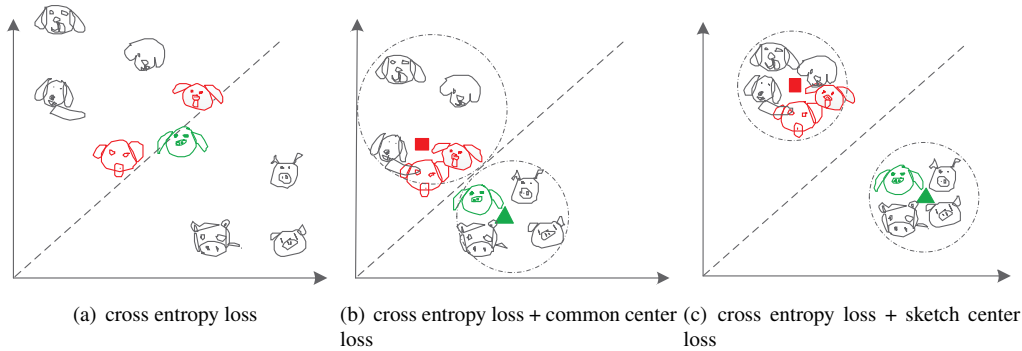 (a) cross entropy loss
(b) cross entropy loss + common center
loss
(c) cross entropy loss + sketch center
loss